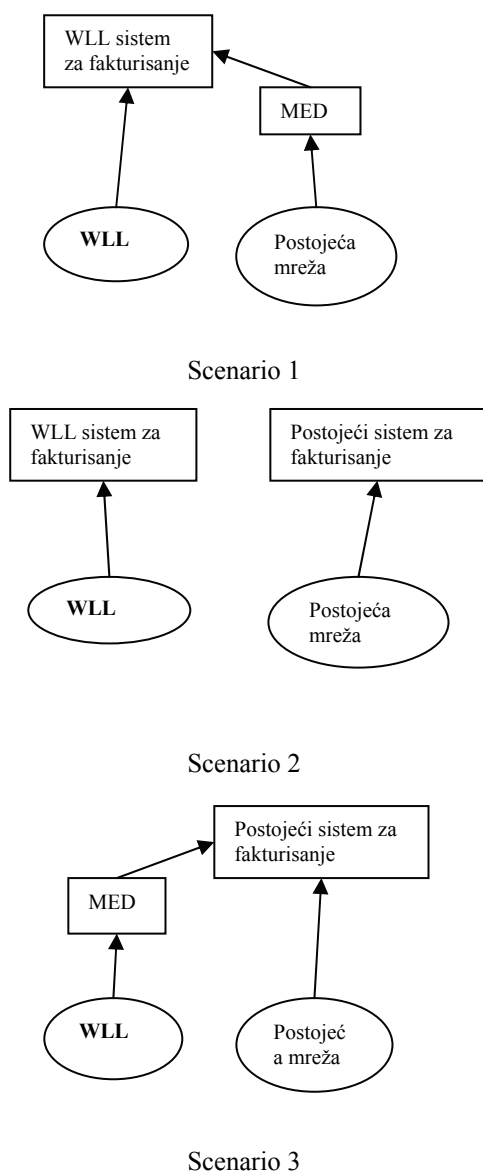 WLL sistem
za fakturisanje
MED
WLL
Postojeća
mreža
Scenario 1
WLL sistem za
fakturisanje
Postojeći sistem za
fakturisanje
WLL
Postojeća
mreža
Scenario 2
Postojeći sistem za
fakturisanje
MED
WLL
Postojeć
a mreža
Scenario 3